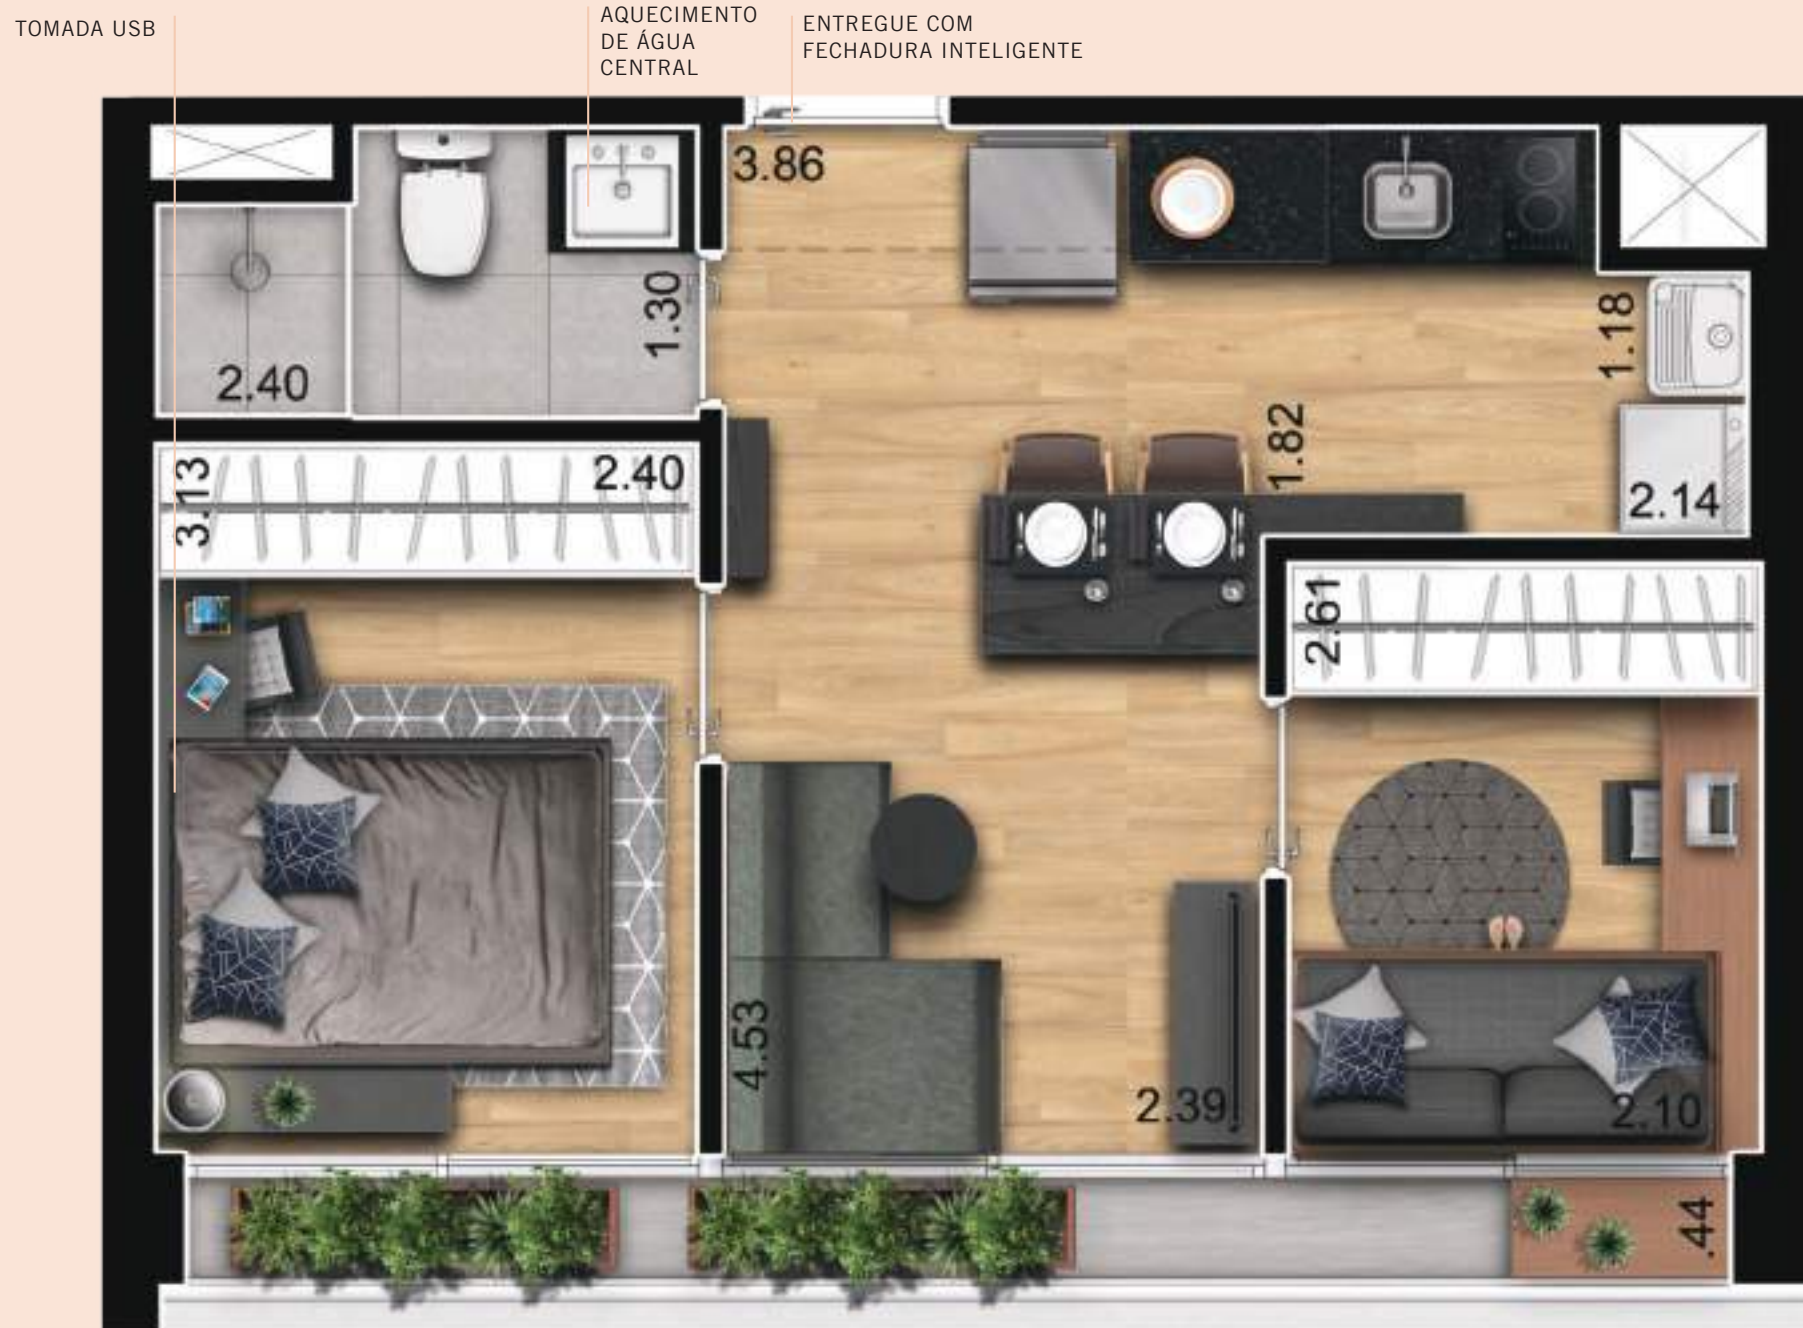 TOMADA USB
AQUECIMENTO
DE ÁGUA
CENTRAL
ENTREGUE COM
FECHADURA INTELIGENTE
3.86
1.30
2.40
1.18
1.82
2.14
3.13
2.40
2.61
4.53
2.39
2.10
.44